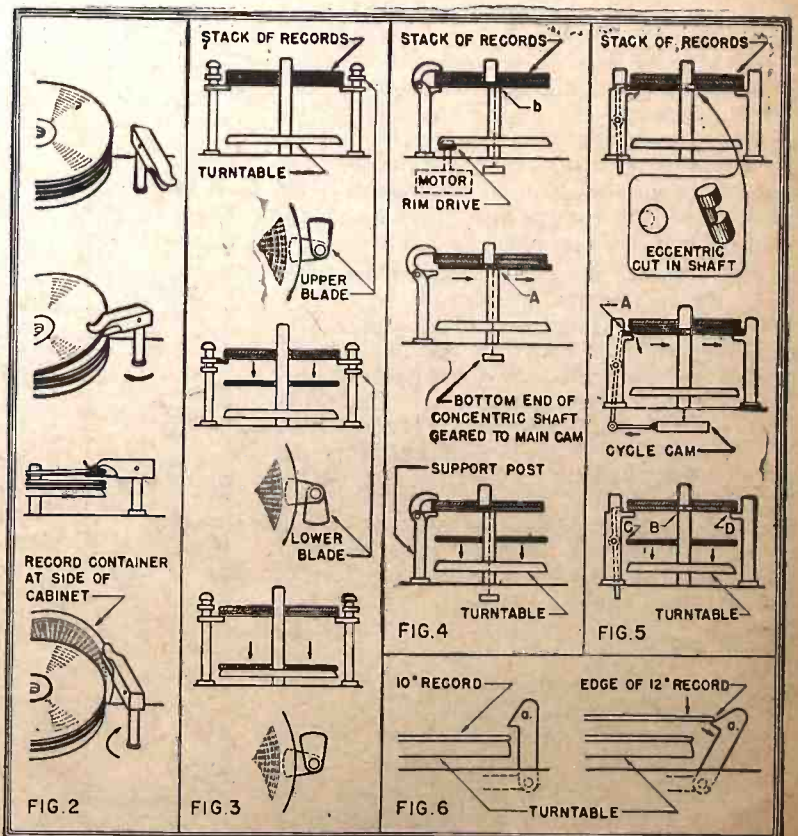 RECORD CONTAINER
AT SIDE OF
CABINET
FIG.2
STACK OF RECORDS
TURNTABLE
UPPER
BLADE
LOWER
BLADE
FIG.3
STACK OF RECORDS
b
MOTOR
RIM DRIVE
A
BOTTOM END OF
CONCENTRIC SHAFT
GEARED TO MAIN CAM
SUPPORT POST
TURNTABLE
FIG.4
STACK OF RECORDS
ECCENTRIC
CUT IN SHAFT
A
CYCLE CAM
C
B
D
TURNTABLE
FIG.5
10" RECORD
a.
EDGE OF 12" RECORD
a.
FIG.6
TURNTABLE